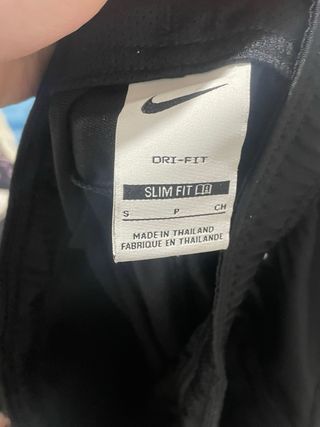 DRI-FIT
SLIM FIT
S P CH
MADE IN THAILAND
FABRIQUE EN THAILANDE